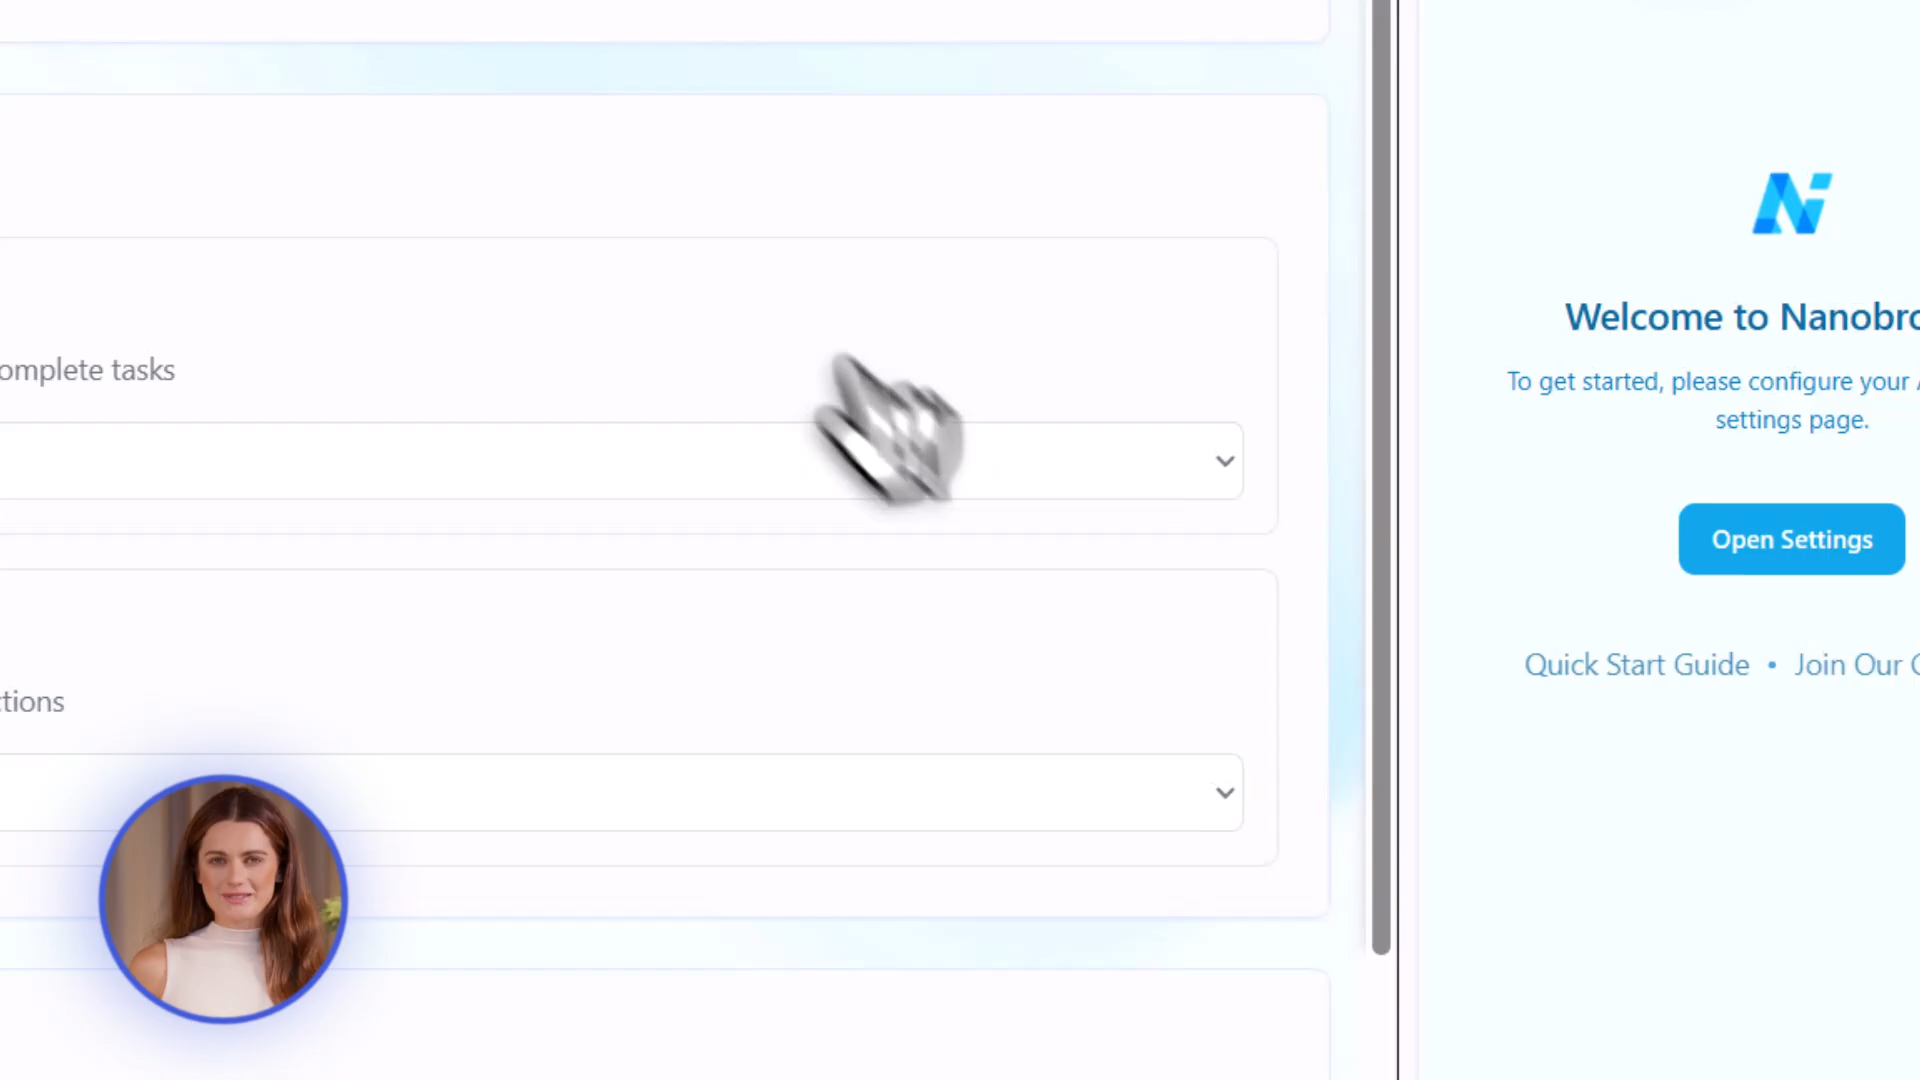 omplete tasks
ctions
Welcome to Nanobro
To get started, please configure your
settings page.
Open Settings
Quick Start Guide • Join Our